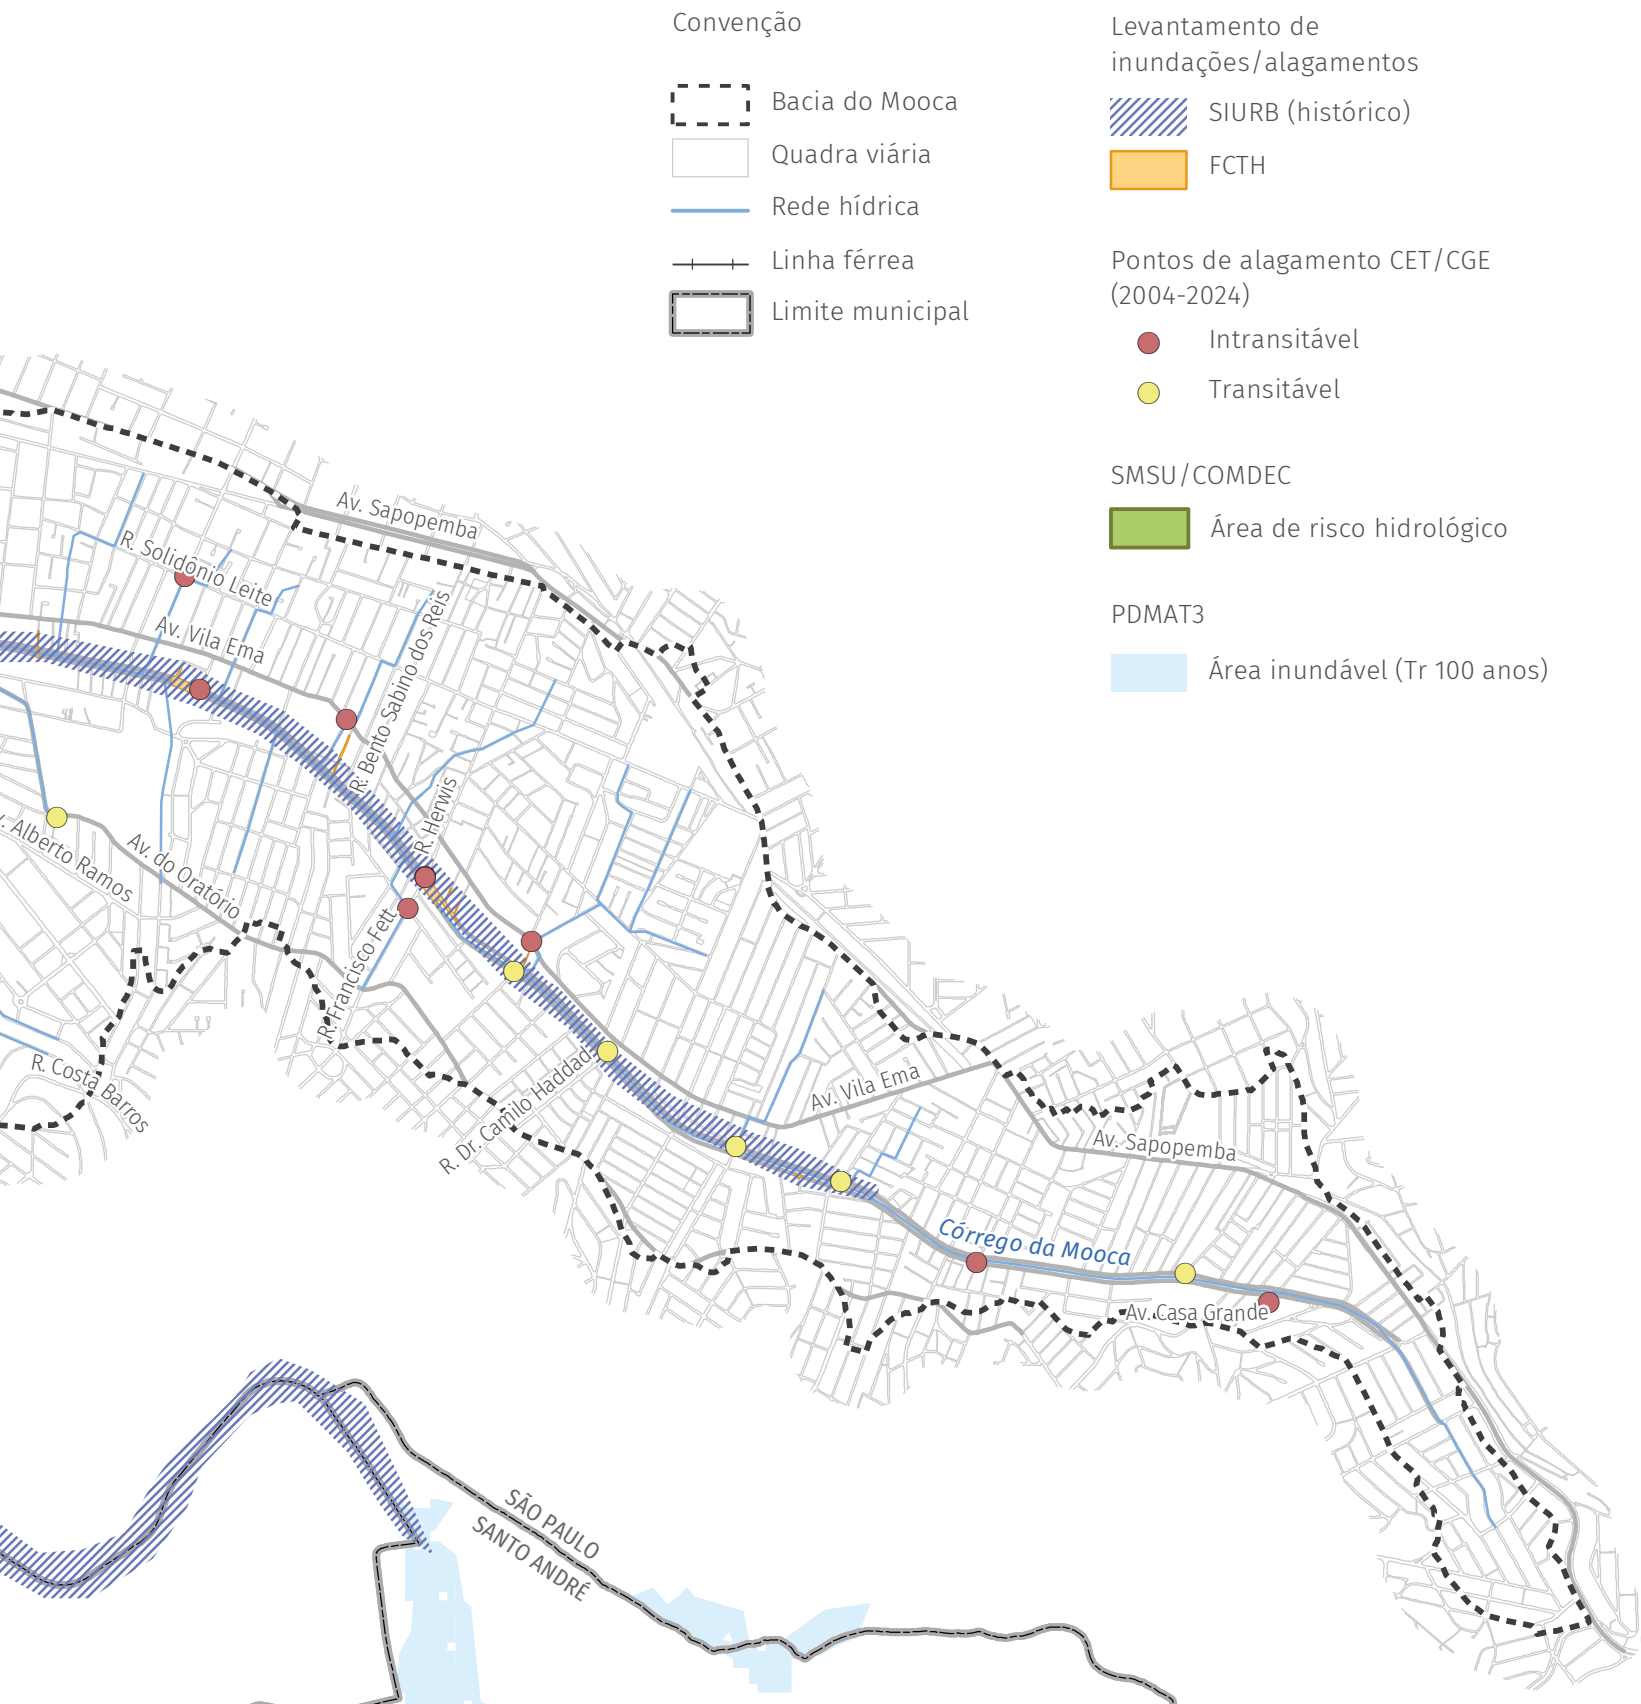 Convenção
Bacia do Mooca
Quadra viária
Rede hídrica
Linha férrea
Limite municipal
Levantamento de
inundações/alagamentos
SIURB (histórico)
FCTH
Pontos de alagamento CET/CGE
(2004-2024)
Intransitável
Transitável
SMSU/COMDEC
Área de risco hidrológico
PDMAT3
Área inundável (Tr 100 anos)
Av. Sapopemba
R. Solidônio Leite
Av. Vila Ema
R. Bento Sabino dos Reis
R. Herwis
Alberto Ramos
Av. do Oratório
R. Francisco Fett
R. Costa Barros
R. Dr. Camilo Haddad
Av. Vila Ema
Av. Sapopemba
Córrego da Mooca
Av. Casa Grande
SÃO PAULO
SANTO ANDRÉ